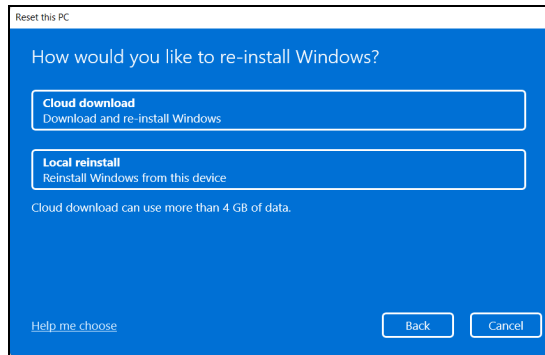 Reset this PC
How would you like to re-install Windows?
Cloud download
Download and re-install Windows
Local reinstall
Reinstall Windows from this device
Cloud download can use more than 4 GB of data.
Help me choose
Back
Cancel